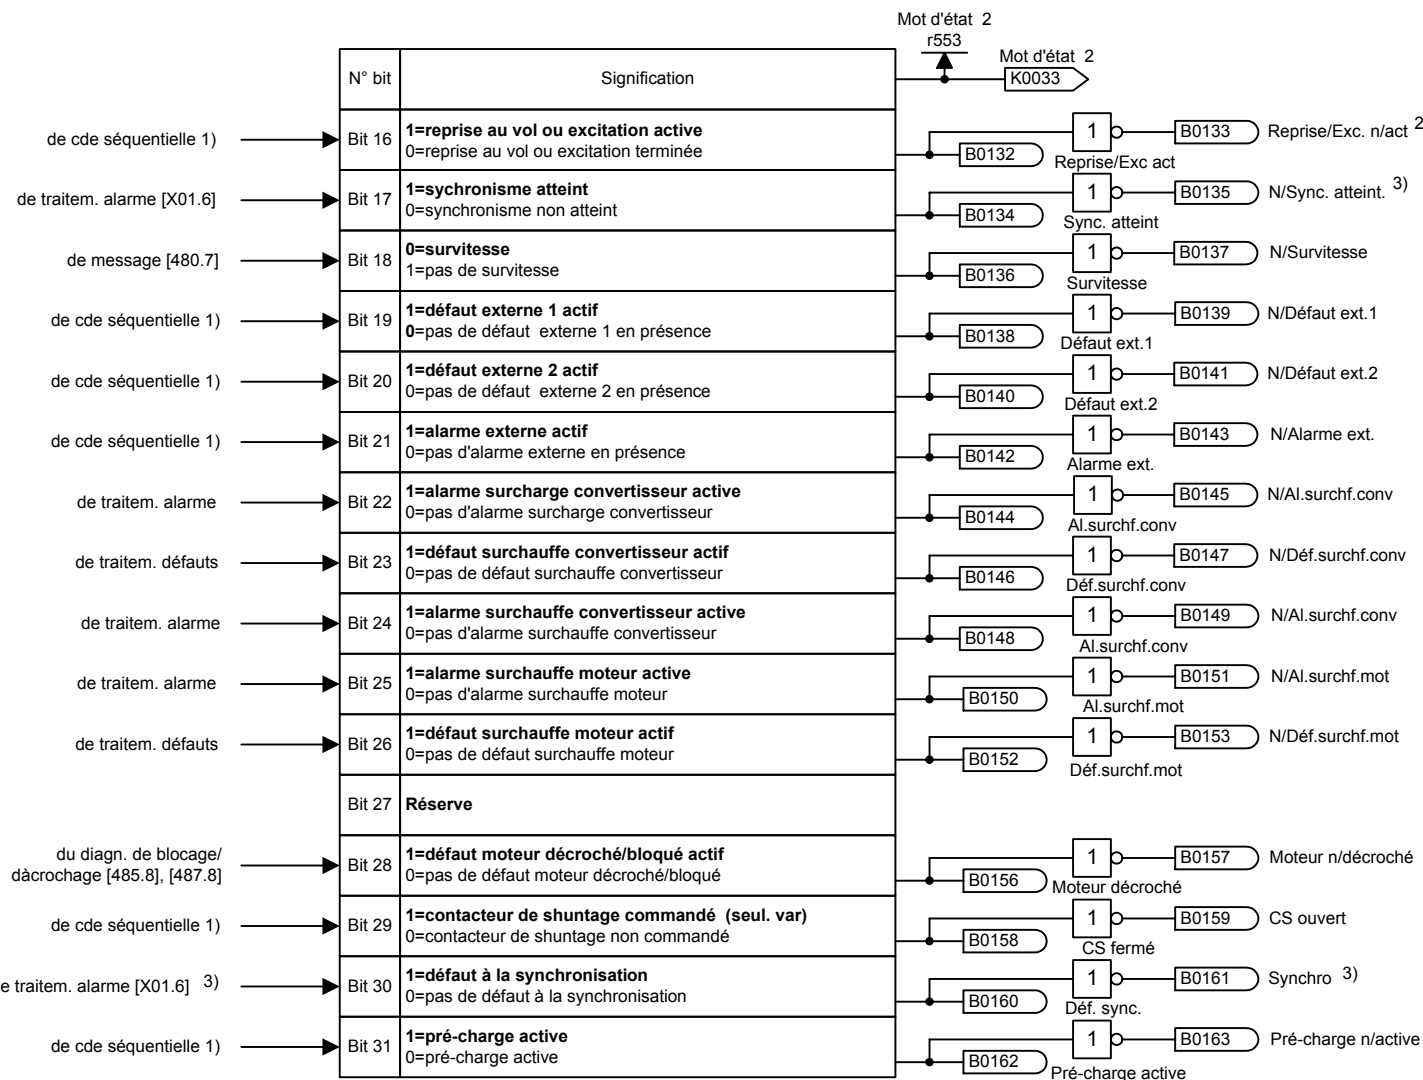 Mot d'état 2
r553
Mot d'état 2
K0033
N° bit Signification
de cde séquentielle 1) Bit 16 1=reprise au vol ou excitation active
0=reprise au vol ou excitation terminée
B0132 Reprise/Exc act 1 B0133 Reprise/Exc. n/act 2
de traitem. alarme [X01.6] Bit 17 1=sychronisme atteint
0=synchronisme non atteint
B0134 Sync. atteint 1 B0135 N/Sync. atteint. 3)
de message [480.7] Bit 18 0=survitesse
1=pas de survitesse
B0136 Survitesse 1 B0137 N/Survitesse
de cde séquentielle 1) Bit 19 1=défaut externe 1 actif
0=pas de défaut externe 1 en présence
B0138 Défaut ext.1 1 B0139 N/Défaut ext.1
de cde séquentielle 1) Bit 20 1=défaut externe 2 actif
0=pas de défaut externe 2 en présence
B0140 Défaut ext.2 1 B0141 N/Défaut ext.2
de cde séquentielle 1) Bit 21 1=alarme externe actif
0=pas d'alarme externe en présence
B0142 Alarme ext. 1 B0143 N/Alarme ext.
de traitem. alarme Bit 22 1=alarme surcharge convertisseur active
0=pas d'alarme surcharge convertisseur
B0144 Al.surchf.conv 1 B0145 N/Al.surchf.conv
de traitem. défauts Bit 23 1=défaut surchauffe convertisseur actif
0=pas de défaut surchauffe convertisseur
B0146 Déf.surchf.conv 1 B0147 N/Déf.surchf.conv
de traitem. alarme Bit 24 1=alarme surchauffe convertisseur active
0=pas d'alarme surchauffe convertisseur
B0148 Al.surchf.conv 1 B0149 N/Al.surchf.conv
de traitem. alarme Bit 25 1=alarme surchauffe moteur active
0=pas d'alarme surchauffe moteur
B0150 Al.surchf.mot 1 B0151 N/Al.surchf.mot
de traitem. défauts Bit 26 1=défaut surchauffe moteur actif
0=pas de défaut surchauffe moteur
B0152 Déf.surchf.mot 1 B0153 N/Déf.surchf.mot
Bit 27 Réserve
du diagn. de blocage/
dàcrochage [485.8], [487.8] Bit 28 1=défaut moteur décroché/bloqué actif
0=pas de défaut moteur décroché/bloqué
B0156 Moteur décroché 1 B0157 Moteur n/décroché
de cde séquentielle 1) Bit 29 1=contacteur de shuntage commandé (seul. var)
0=contacteur de shuntage non commandé
B0158 CS fermé 1 B0159 CS ouvert
e traitem. alarme [X01.6] 3) Bit 30 1=défaut à la synchronisation
0=pas de défaut à la synchronisation
B0160 Déf. sync. 1 B0161 Synchro 3)
de cde séquentielle 1) Bit 31 1=pré-charge active
0=pré-charge active
B0162 Pré-charge active 1 B0163 Pré-charge n/active